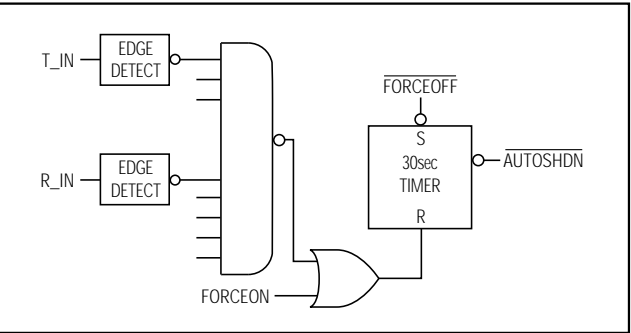 T_IN
EDGE
DETECT
R_IN
EDGE
DETECT
FORCEON
FORCEOFF
S
30sec
TIMER
R
AUTOSHDN